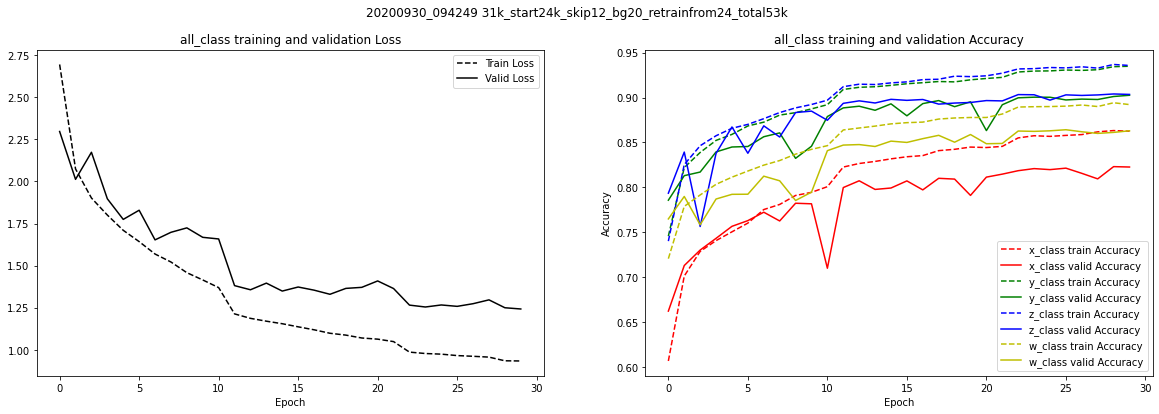 20200930_094249 31k_start24k_skip12_bg20_retrainfrom24_total53k
all_class training and validation Loss
2.75
2.50
2.25
2.00
1.75
1.50
1.25
1.00
0
5
10
15
20
25
30
Epoch
Train Loss
Valid Loss
all_class training and validation Accuracy
Accuracy
0.95
0.90
0.85
0.80
0.75
0.70
0.65
0.60
0
5
10
15
20
25
30
Epoch
x_class train Accuracy
x_class valid Accuracy
y_class train Accuracy
y_class valid Accuracy
z_class train Accuracy
z_class valid Accuracy
w_class train Accuracy
w_class valid Accuracy